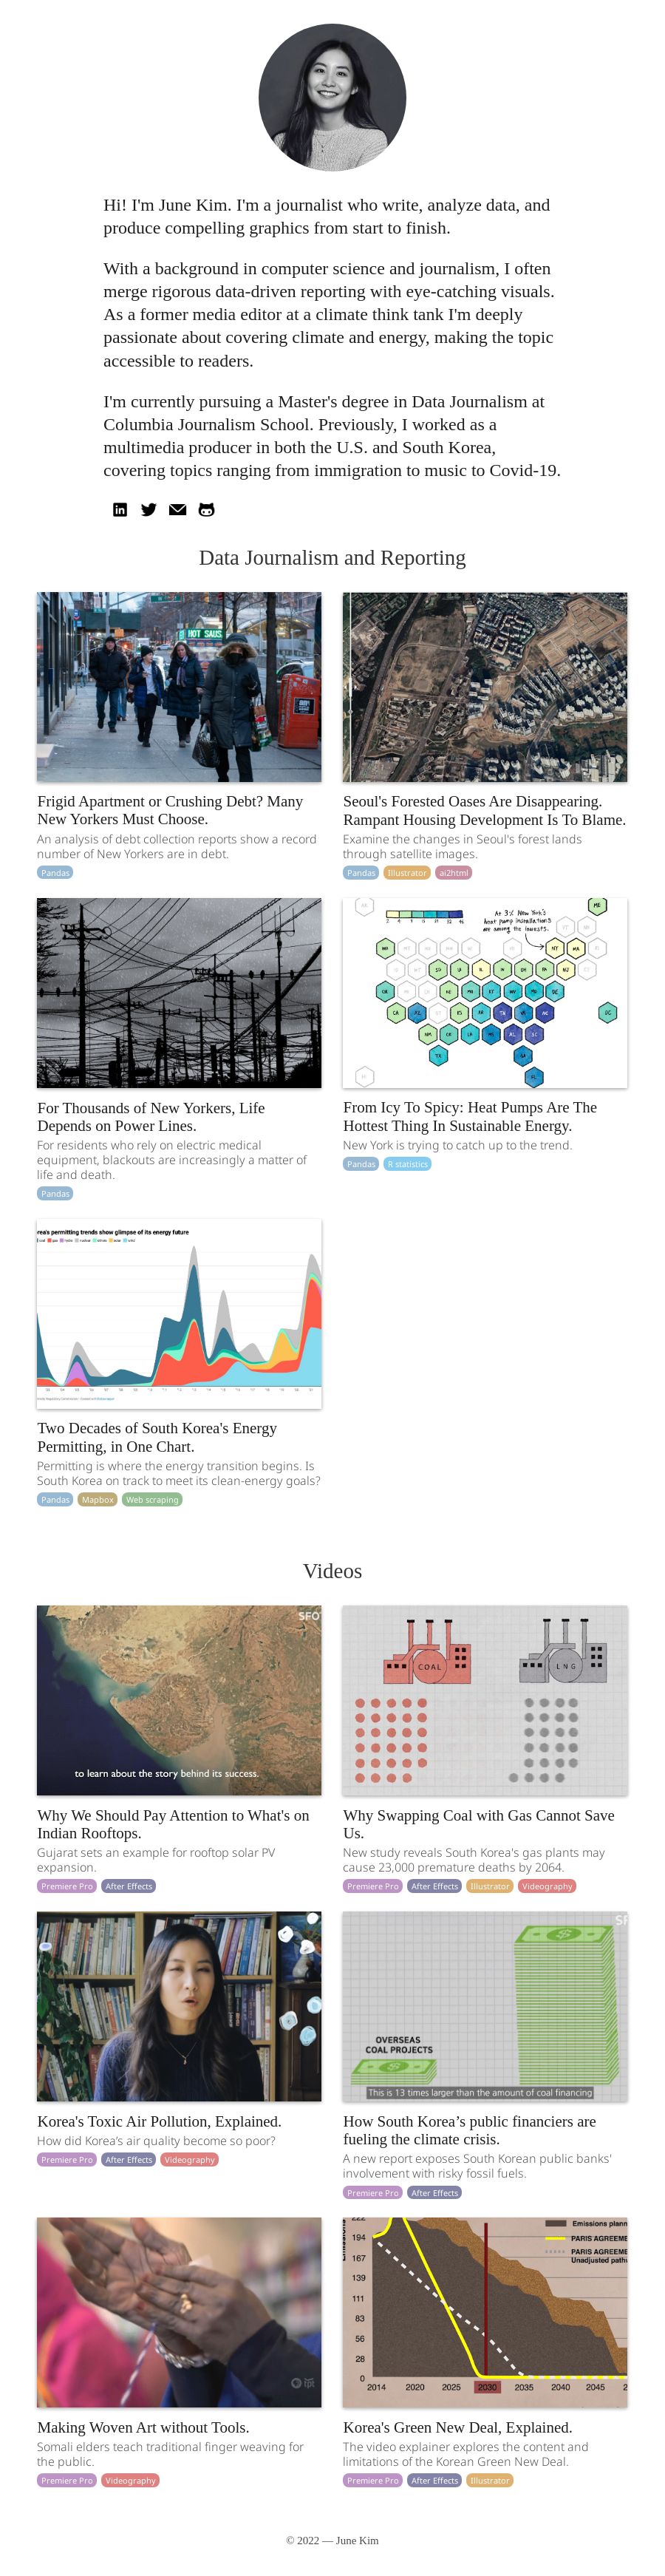 Hi! I'm June Kim. I'm a journalist who write, analyze data, and
produce compelling graphics from start to finish.
With a background in computer science and journalism, I often
merge rigorous data-driven reporting with eye-catching visuals.
As a former media editor at a climate think tank I'm deeply
passionate about covering climate and energy, making the topic
accessible to readers.
I'm currently pursuing a Master's degree in Data Journalism at
Columbia Journalism School. Previously, I worked as a
multimedia producer in both the U.S. and South Korea,
covering topics ranging from immigration to music to Covid-19.
Data Journalism and Reporting
HOT SAUS
Frigid Apartment or Crushing Debt? Many
New Yorkers Must Choose.
An analysis of debt collection reports show a record
number of New Yorkers are in debt.
Pandas
Seoul's Forested Oases Are Disappearing.
Rampant Housing Development Is To Blame.
Examine the changes in Seoul's forest lands
through satellite images.
Pandas Illustrator ai2html
At 3% New York's
heat pump installations
are among the lowest.
For Thousands of New Yorkers, Life
Depends on Power Lines.
For residents who rely on electric medical
equipment, blackouts are increasingly a matter of
life and death.
Pandas
From Icy To Spicy: Heat Pumps Are The
Hottest Thing In Sustainable Energy.
New York is trying to catch up to the trend.
Pandas R statistics
rea's permitting trends show glimpse of its energy future
Two Decades of South Korea's Energy
Permitting, in One Chart.
Permitting is where the energy transition begins. Is
South Korea on track to meet its clean-energy goals?
Pandas Mapbox Web scraping
Videos
SFO
to learn about the story behind its success.
Why We Should Pay Attention to What's on
Indian Rooftops.
Gujarat sets an example for rooftop solar PV
expansion.
Premiere Pro After Effects
COAL
LNG
Why Swapping Coal with Gas Cannot Save
Us.
New study reveals South Korea's gas plants may
cause 23,000 premature deaths by 2064.
Premiere Pro After Effects Illustrator Videography
Korea's Toxic Air Pollution, Explained.
How did Korea's air quality become so poor?
Premiere Pro After Effects Videography
OVERSEAS
COAL PROJECTS
This is 13 times larger than the amount of coal financing
How South Korea’s public financiers are
fueling the climate crisis.
A new report exposes South Korean public banks'
involvement with risky fossil fuels.
Premiere Pro After Effects
Making Woven Art without Tools.
Somali elders teach traditional finger weaving for
the public.
Premiere Pro Videography
222
194
167
139
111
83
56
28
0
2014 2020 2025 2030 2035 2040 2045 2
Emissions plann
PARIS AGREEME
PARIS AGREEME
Unadjusted path
Korea's Green New Deal, Explained.
The video explainer explores the content and
limitations of the Korean Green New Deal.
Premiere Pro After Effects Illustrator
© 2022 — June Kim